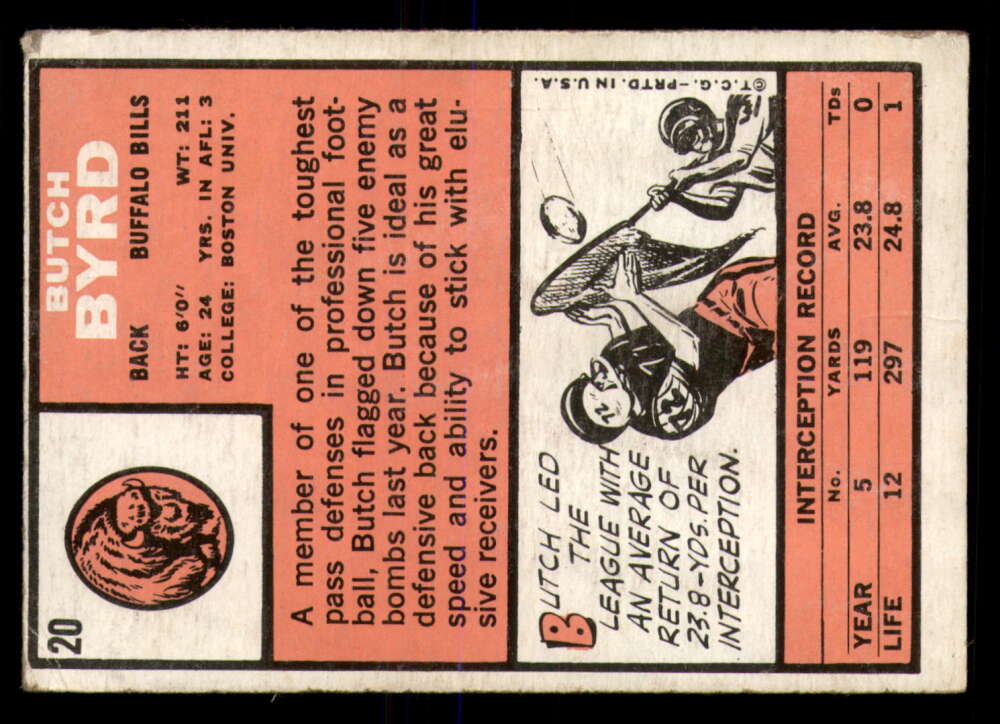 20
BUTCH
BYRD
BACK BUFFALO BILLS
HT: 6'0" WT: 211
AGE: 24 YRS. IN AFL: 3
COLLEGE: BOSTON UNIV.
A member of one of the toughest
pass defenses in professional foot-
ball, Butch flagged down five enemy
bombs last year. Butch is ideal as a
defensive back because of his great
speed and ability to stick with elu-
sive receivers.
BUTCH LED
THE
LEAGUE WITH
AN AVERAGE
RETURN OF
23.8-YDS. PER
INTERCEPTION.
72
©T.C.G.-PRTD. IN U.S.A.
INTERCEPTION RECORD
No. YARDS AVG. TDs
YEAR 5 119 23.8 0
LIFE 12 297 24.8 1